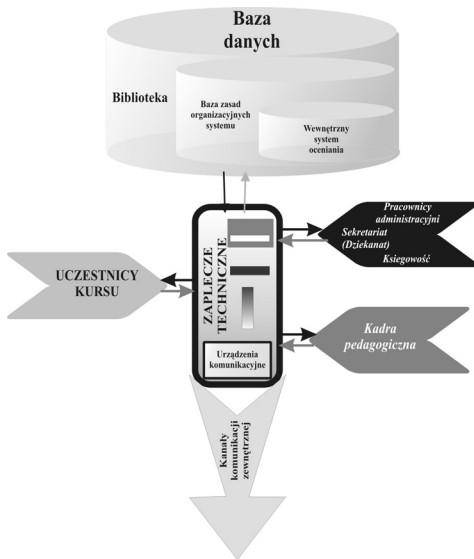 Baza
danych
Biblioteka
Baza zasad
organizacyjnych
systemu
Wewnętrzny
system
oceniania
Pracownicy
administracyjni
Sekretariat
(Dziekanat)
Ksiegowość
ZAPLECZE
TECHNICZNE
UCZESTNICY
KURSU
Kadra
pedagogiczna
Urządzenia
komunikacyjne
Kanały
komunikacji
zewnętrznej